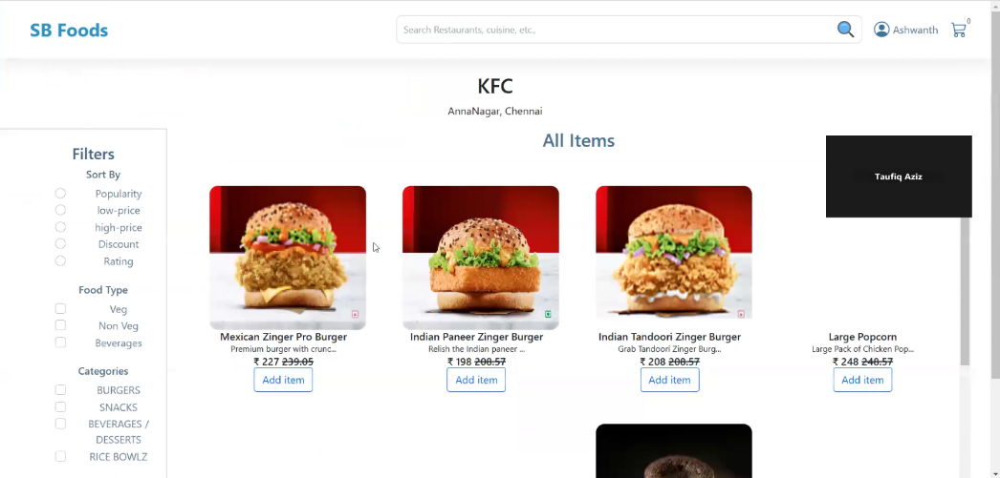 SB Foods
Search Restaurants, cuisine, etc.,
Ashwanth
0
KFC
AnnaNagar, Chennai
All Items
Filters
Sort By
Popularity
low-price
high-price
Discount
Rating
Food Type
Veg
Non Veg
Beverages
Categories
BURGERS
SNACKS
BEVERAGES /
DESSERTS
RICE BOWLZ
Taufiq Aziz
Mexican Zinger Pro Burger
Premium burger with crunc...
₹ 227 239.05
Add item
Indian Paneer Zinger Burger
Relish the Indian paneer ...
₹ 198 208.57
Add item
Indian Tandoori Zinger Burger
Grab Tandoori Zinger Burg...
₹ 208 208.57
Add item
Large Popcorn
Large Pack of Chicken Pop...
₹ 248 248.57
Add item